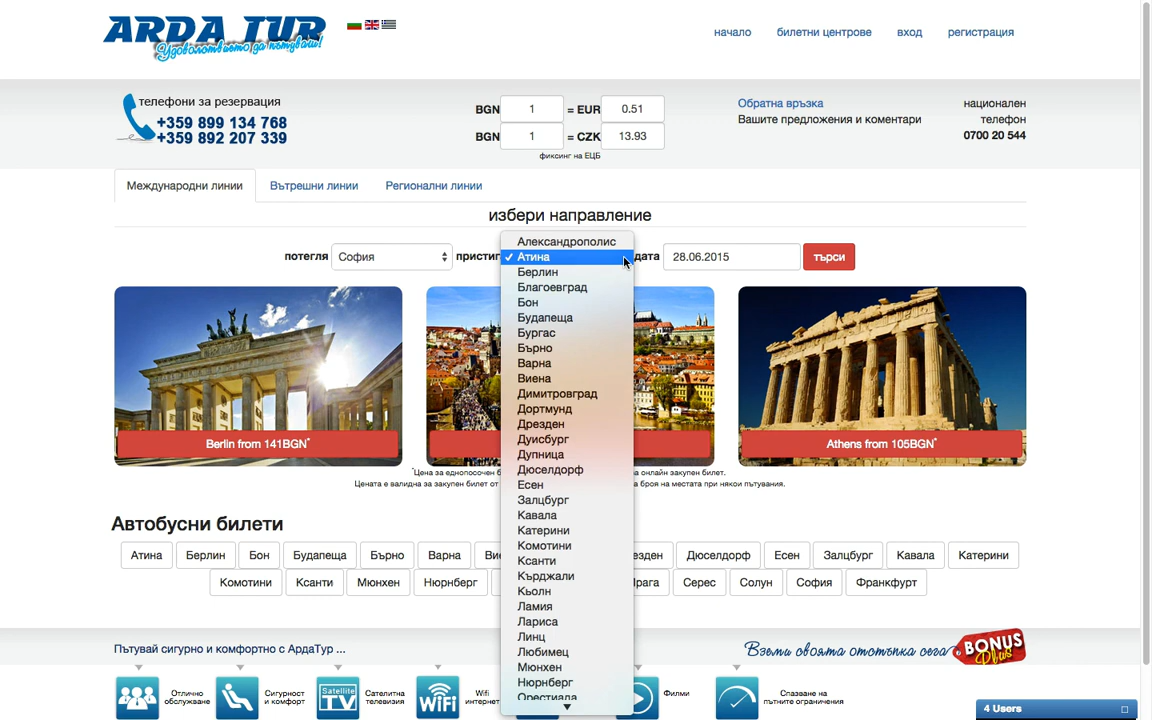 ARDA TUR
Удоволствието да пътуваш!
начало
билетни центрове
вход
регистрация
телефони за резервация
+359 899 134 768
+359 892 207 339
BGN 1 = EUR 0.51
BGN 1 = CZK 13.93
фиксинг на ЕЦБ
Обратна връзка
Вашите предложения и коментари
национален
телефон
0700 20 544
Международни линии
Вътрешни линии
Регионални линии
избери направление
потегля София пристиг
дата 28.06.2015 търси
Александрополис
✓ Атина
Берлин
Благоевград
Бон
Будапеща
Бургас
Бърно
Варна
Виена
Димитровград
Дортмунд
Дрезден
Дуисбург
Дупница
Дюселдорф
Есен
Залцбург
Кавала
Катерини
Комотини
Ксанти
Кърджали
Кьолн
Ламия
Лариса
Линц
Любимец
Мюнхен
Нюрнберг
Орестиада
Berlin from 141BGN*
Athens from 105BGN*
*Цена за еднопосочен б
а онлайн закупен билет.
Цената е валидна за закупен билет от
броя на местата при някои пътувания.
Автобусни билети
Атина Берлин Бон Будапеща Бърно Варна Вие
езден Дюселдорф Есен Залцбург Кавала Катерини
Комотини Ксанти Мюнхен Нюрнберг
рага Серес Солун София Франкфурт
Пътувай сигурно и комфортно с АрдаТур ...
Вземи своята отстъпка сега
BONUS
Plus
Отлично
обслужване
Сигурност
и комфорт
Satellite
TV
Сателитна
телевизия
WiFi
Wifi
интернет
Филми
Спазване на
пътните ограничения
4 Users